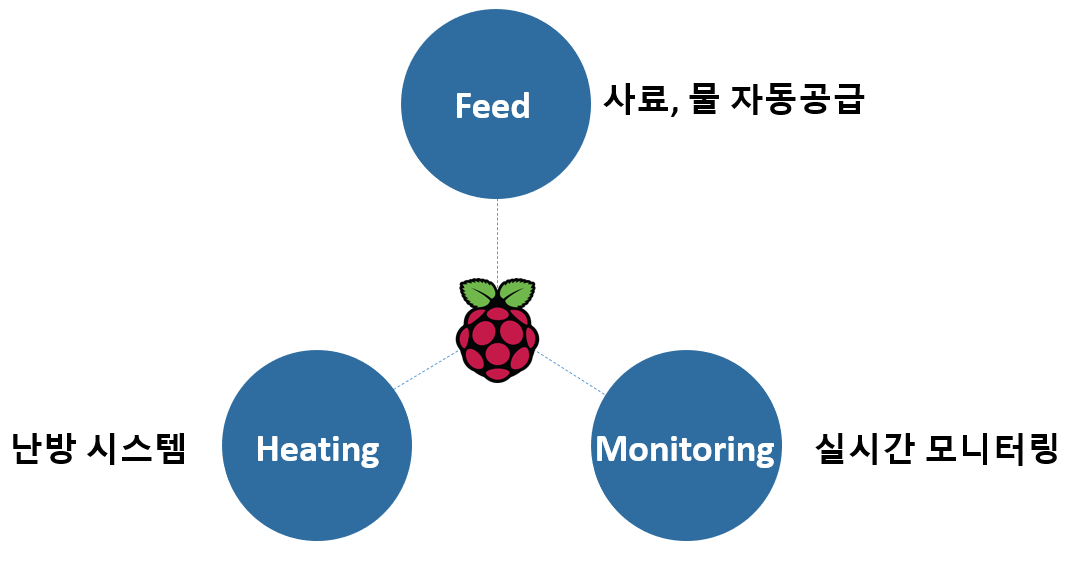 Feed
사료, 물 자동공급
난방 시스템
Heating
Monitoring
실시간 모니터링